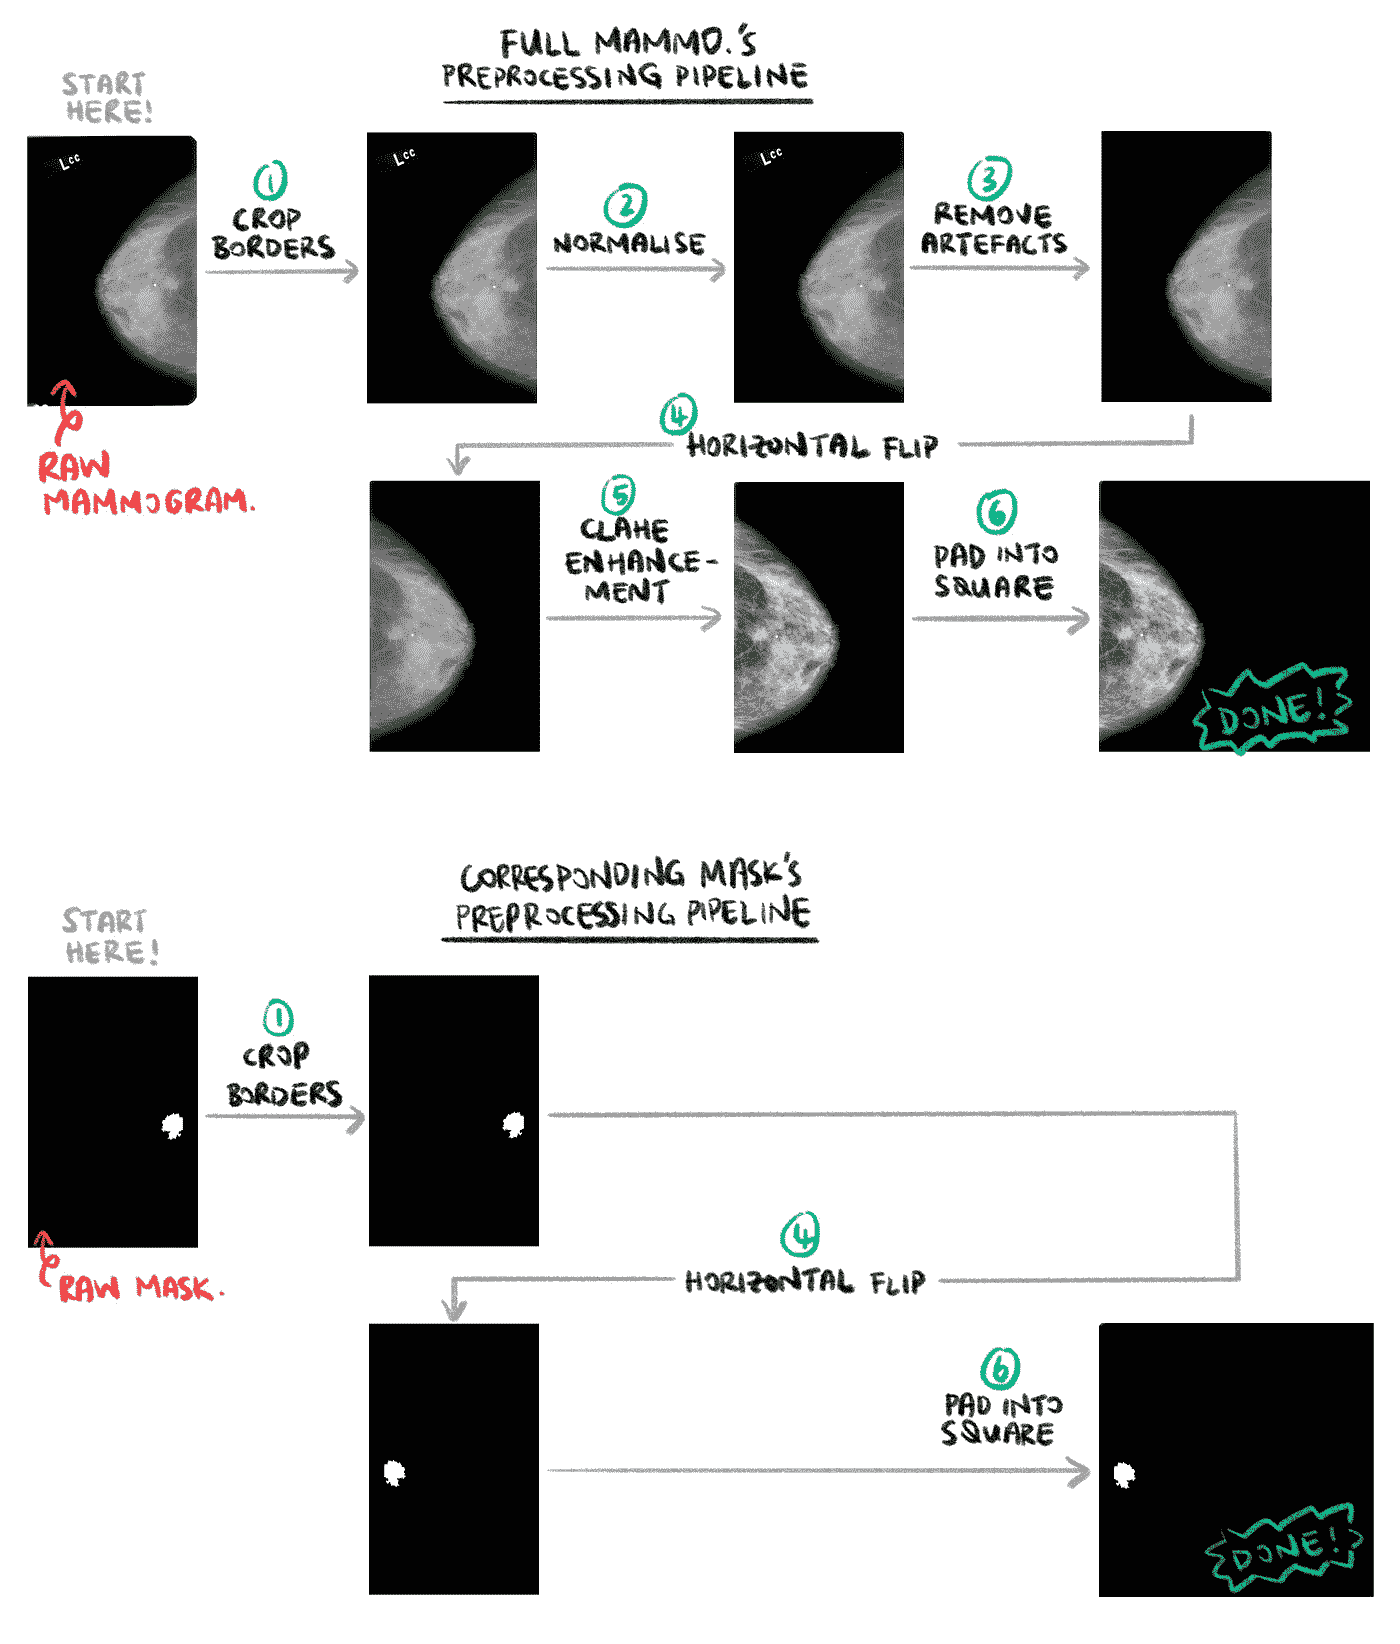 FULL MAMMO.'S
PREPROCESSING PIPELINE
START
HERE!
Lcc
1
CROP
BORDERS
Lcc
2
NORMALISE
Lcc
3
REMOVE
ARTEFACTS
RAW
MAMMOGRAM.
4
HORIZONTAL FLIP
5
CLAHE
ENHANCE-
MENT
6
PAD INTO
SQUARE
DONE!
CORRESPONDING MASK'S
PREPROCESSING PIPELINE
START
HERE!
1
CROP
BORDERS
RAW MASK.
4
HORIZONTAL FLIP
6
PAD INTO
SQUARE
DONE!